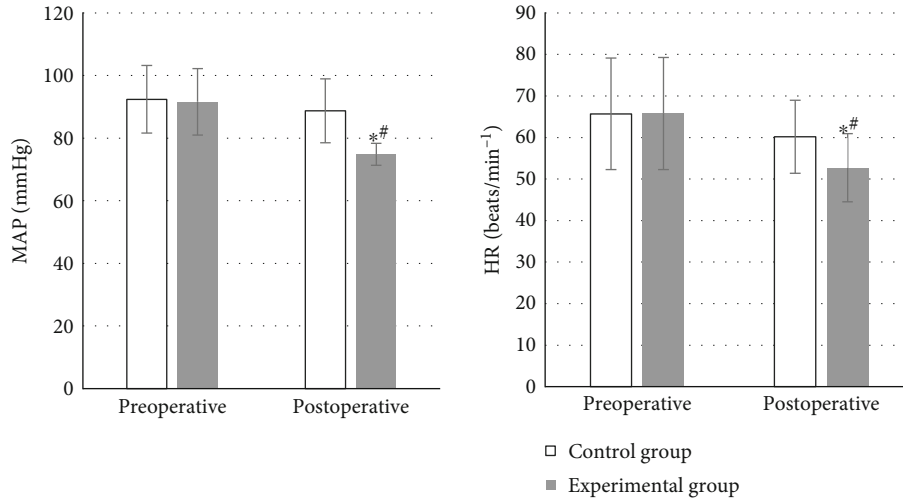 MAP (mmHg)
120
100
80
60
40
20
0
*#
Preoperative
Postoperative
HR (beats/min−1)
90
80
70
60
50
40
30
20
10
0
*#
Preoperative
Postoperative
Control group
Experimental group